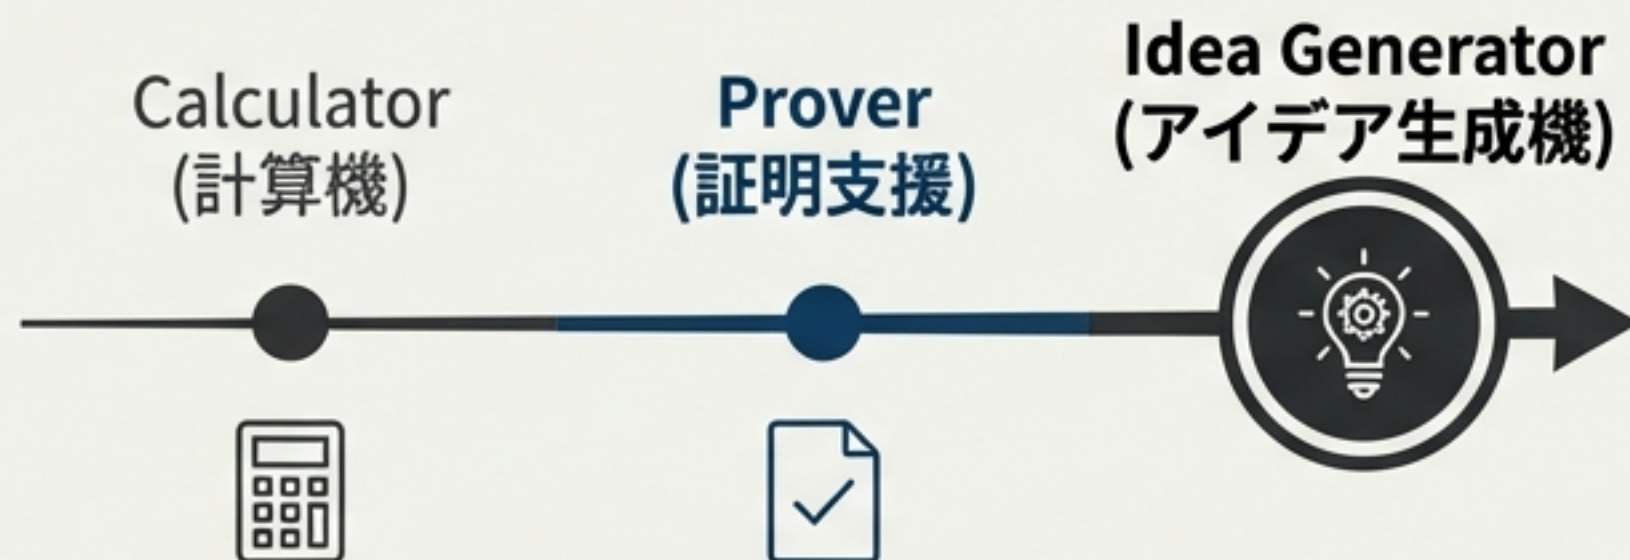 Calculator
(計算機)
Prover
(証明支援)
Idea Generator
(アイデア生成機)